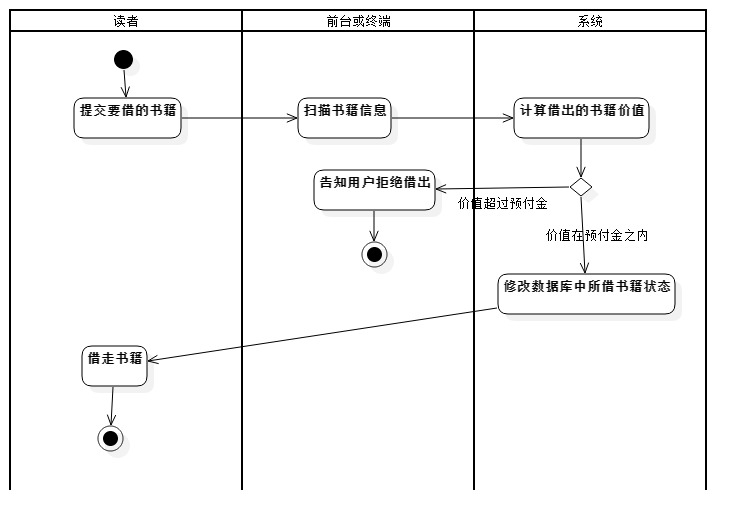 读者
前台或终端
系统
提交要借的书籍
扫描书籍信息
计算借出的书籍价值
告知用户拒绝借出
价值超过预付金
价值在预付金之内
修改数据库中所借书籍状态
借走书籍